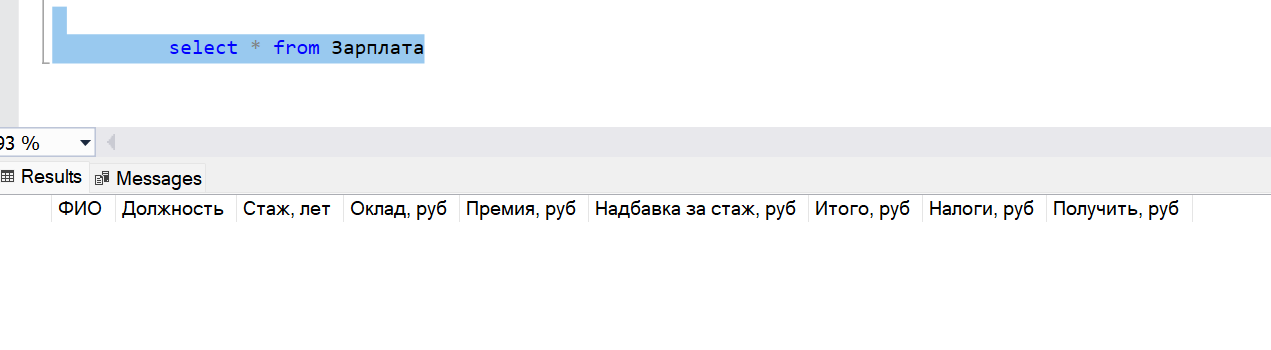 select * from Зарплата
93 %
Results Messages
ФИО Должность Стаж, лет Оклад, руб Премия, руб Надбавка за стаж, руб Итого, руб Налоги, руб Получить, руб